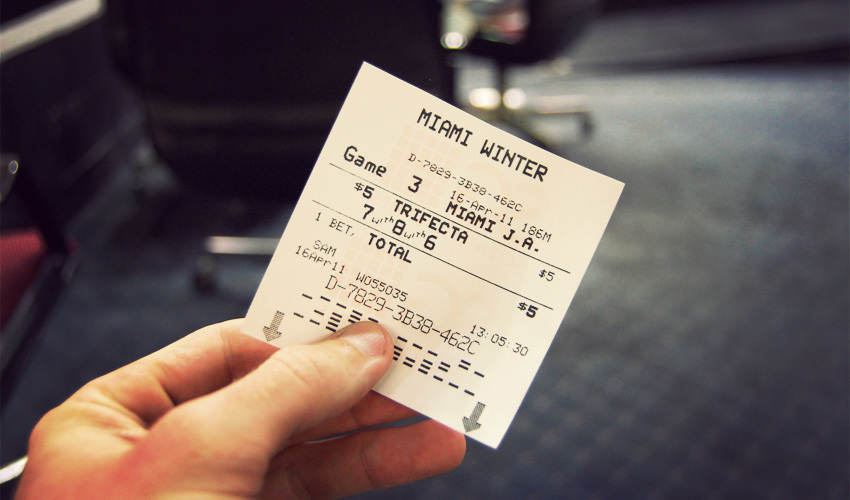 MIAMI WINTER
D-7829-3B38-462C
Game 3 16-Apr-11 186M
MIAMI J.A.
$5 TRIFECTA
7 with 8 with 6 $5
1 BET, TOTAL $5
SAM
16Apr11 W055035 13:05:30
D-7829-3B38-462C